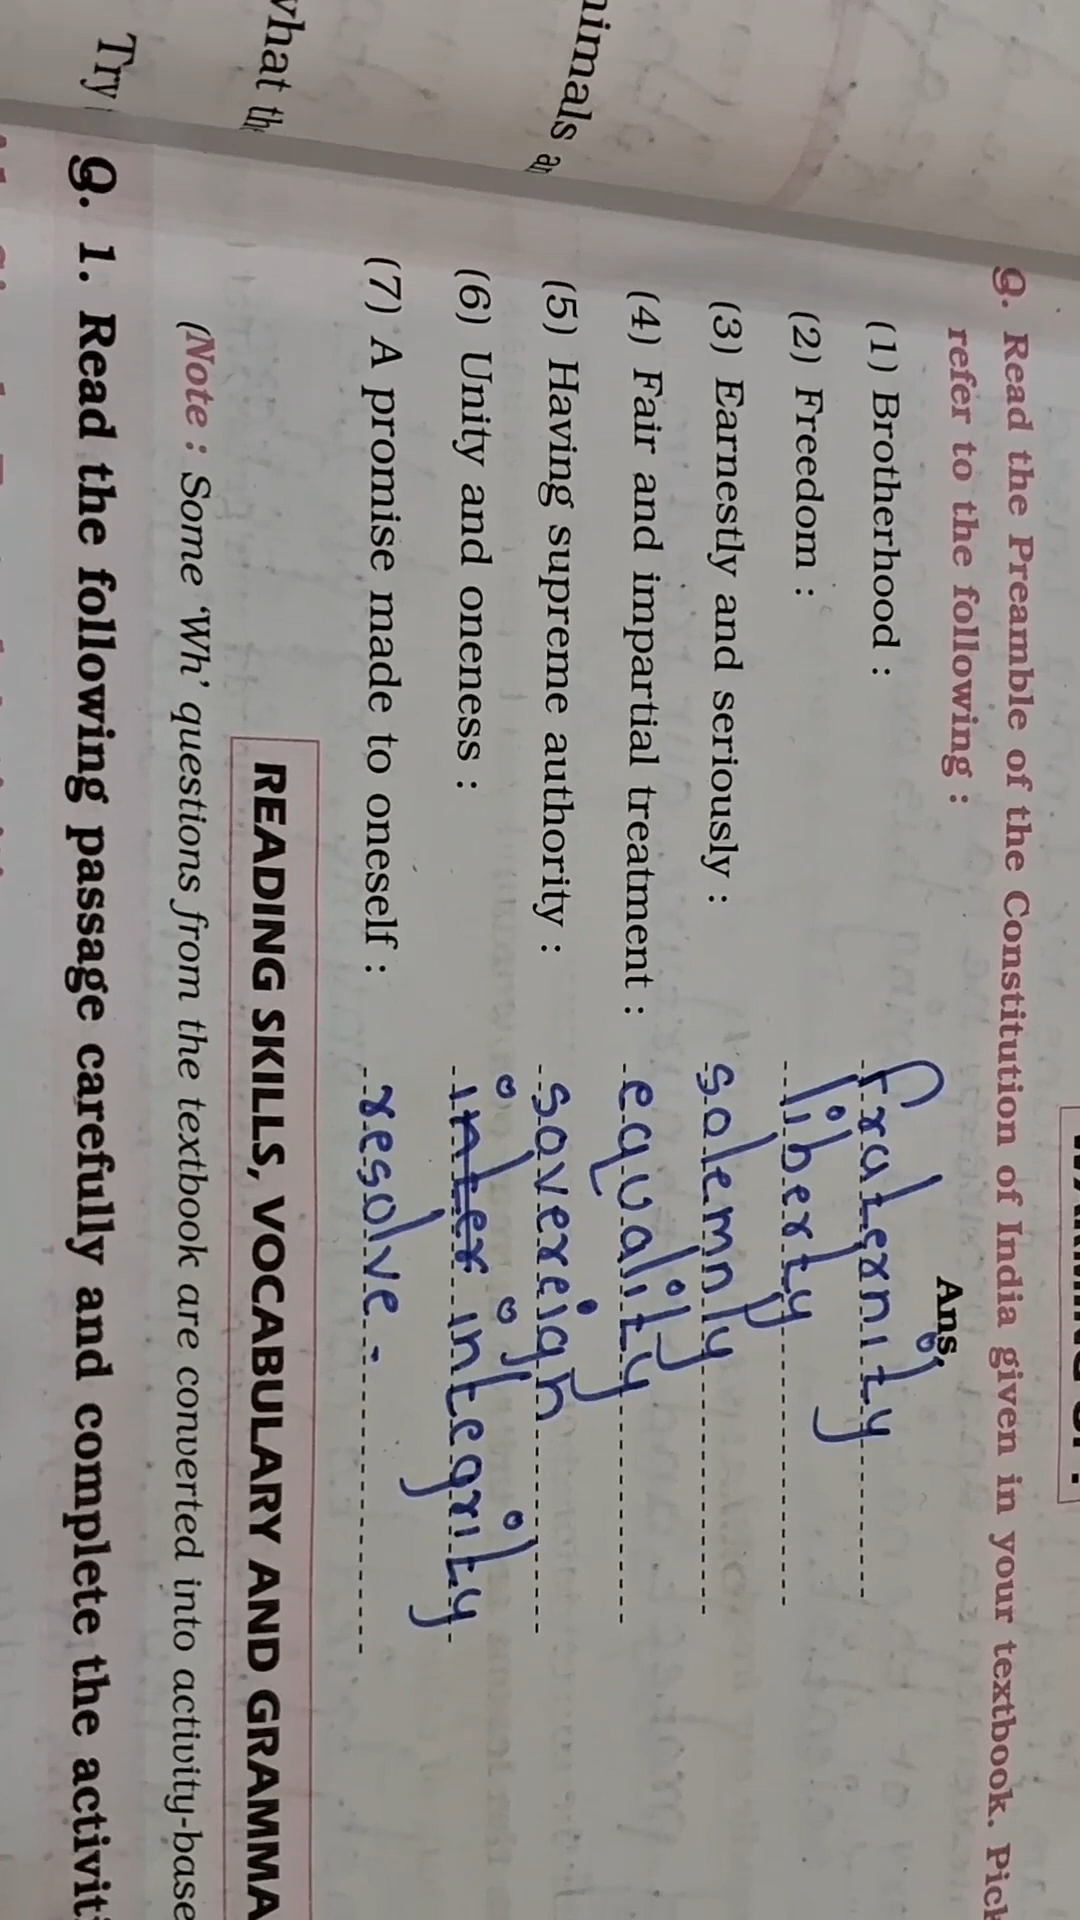 nimals
what
Try
Q. Read the Preamble of the Constitution of India given in your textbook. Pick
refer to the following :
Ans.
(1) Brotherhood : fraternity
(2) Freedom : liberty
(3) Earnestly and seriously : solemnly
(4) Fair and impartial treatment : equality
(5) Having supreme authority : sovereign
(6) Unity and oneness : inter integrity
(7) A promise made to oneself : resolve
READING SKILLS, VOCABULARY AND GRAMMA
(Note : Some 'Wh' questions from the textbook are converted into activity-base
Q. 1. Read the following passage carefully and complete the activiti